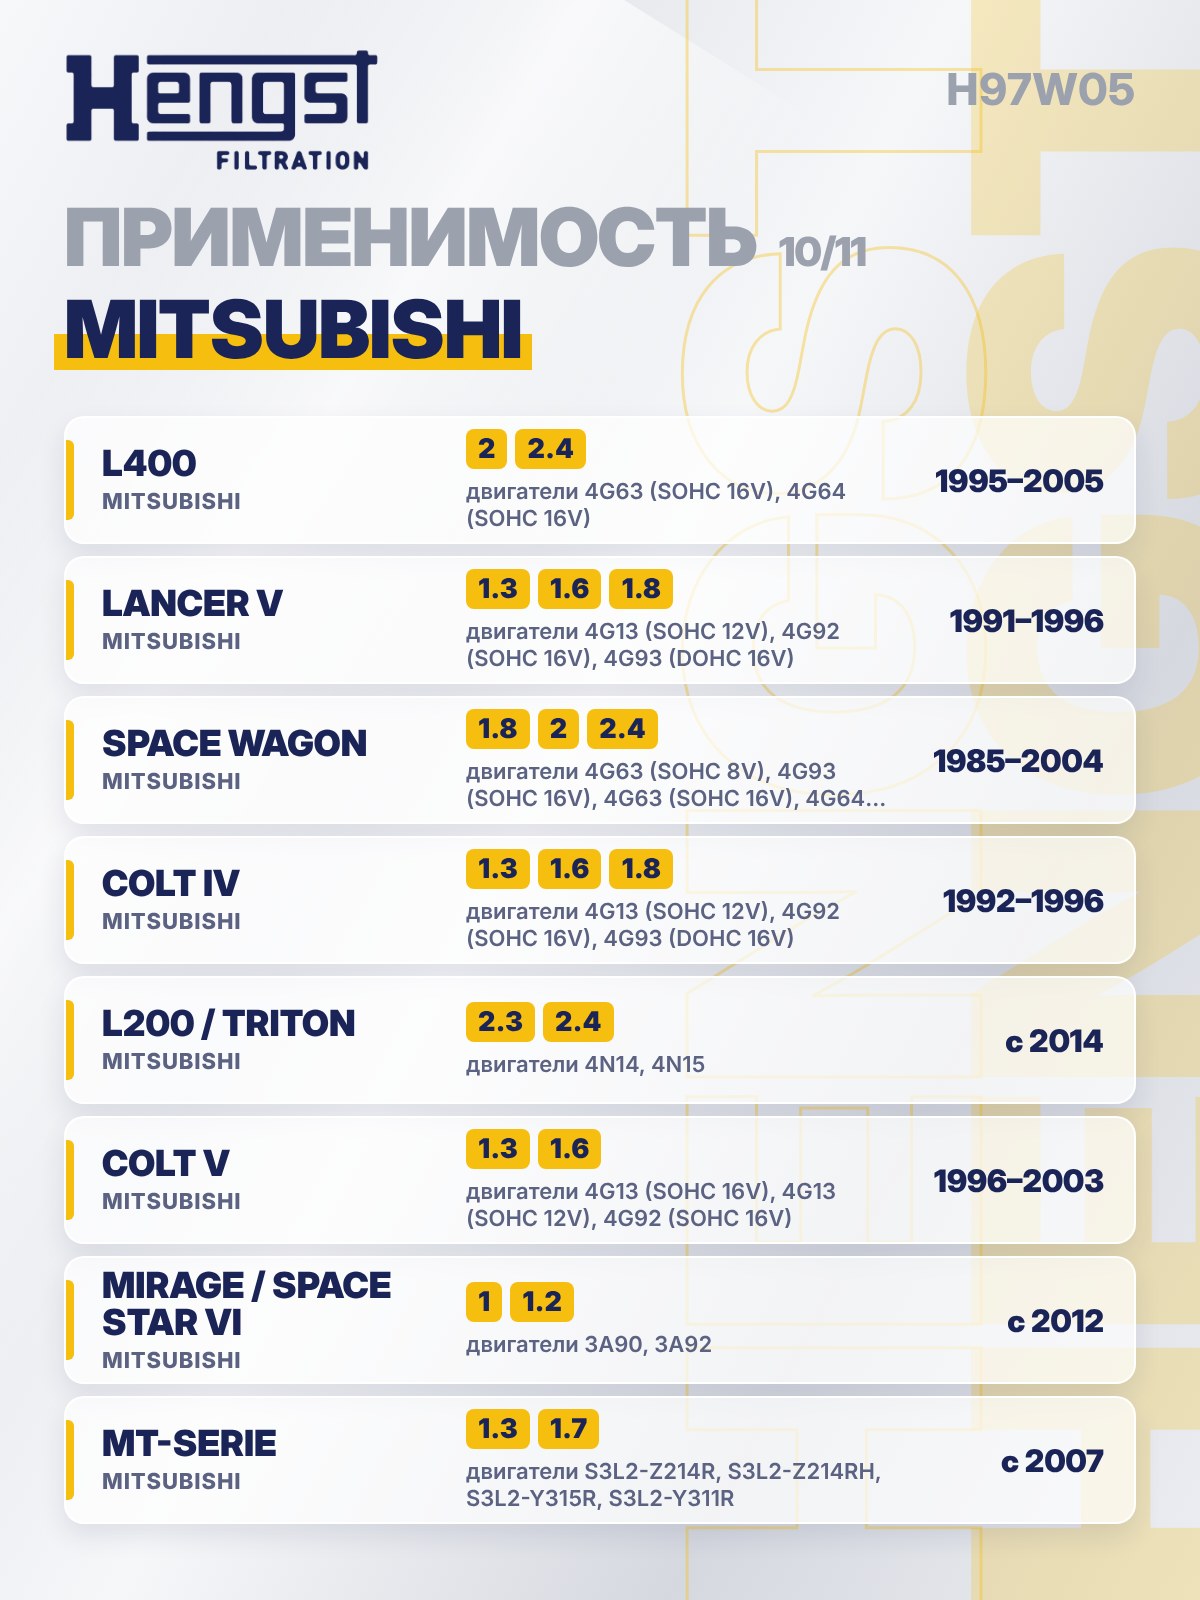 Hengst
FILTRATION
H97W05
ПРИМЕНИМОСТЬ 10/11
MITSUBISHI
L400
MITSUBISHI
2 2.4
двигатели 4G63 (SOHC 16V), 4G64
(SOHC 16V)
1995–2005
LANCER V
MITSUBISHI
1.3 1.6 1.8
двигатели 4G13 (SOHC 12V), 4G92
(SOHC 16V), 4G93 (DOHC 16V)
1991–1996
SPACE WAGON
MITSUBISHI
1.8 2 2.4
двигатели 4G63 (SOHC 8V), 4G93
(SOHC 16V), 4G63 (SOHC 16V), 4G64...
1985–2004
COLT IV
MITSUBISHI
1.3 1.6 1.8
двигатели 4G13 (SOHC 12V), 4G92
(SOHC 16V), 4G93 (DOHC 16V)
1992–1996
L200 / TRITON
MITSUBISHI
2.3 2.4
двигатели 4N14, 4N15
с 2014
COLT V
MITSUBISHI
1.3 1.6
двигатели 4G13 (SOHC 16V), 4G13
(SOHC 12V), 4G92 (SOHC 16V)
1996–2003
MIRAGE / SPACE
STAR VI
MITSUBISHI
1 1.2
двигатели 3A90, 3A92
с 2012
MT-SERIE
MITSUBISHI
1.3 1.7
двигатели S3L2-Z214R, S3L2-Z214RH,
S3L2-Y315R, S3L2-Y311R
с 2007
HENGST